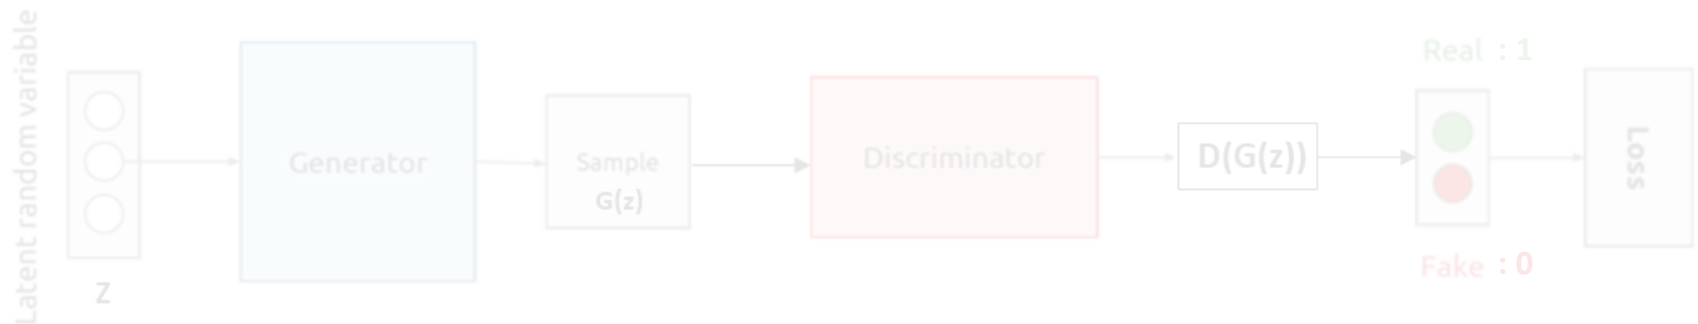 Latent random variable
Z
Generator
Sample
G(z)
Discriminator
D(G(z))
Real : 1
Fake : 0
Loss